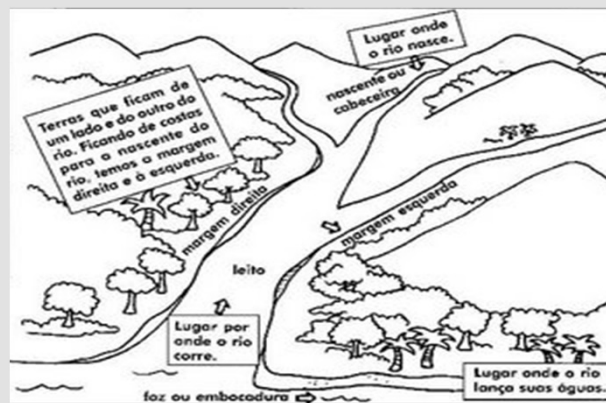 Lugar onde
o rio nasce.
nascente ou
cabeceira
Terras que ficam de
um lado e do outro do
rio. Ficando de costas
para a nascente do
rio, temos a margem
direita e à esquerda.
margem direita
margem esquerda
leito
Lugar por
onde o rio
corre.
Lugar onde o rio
lança suas águas.
foz ou embocadura